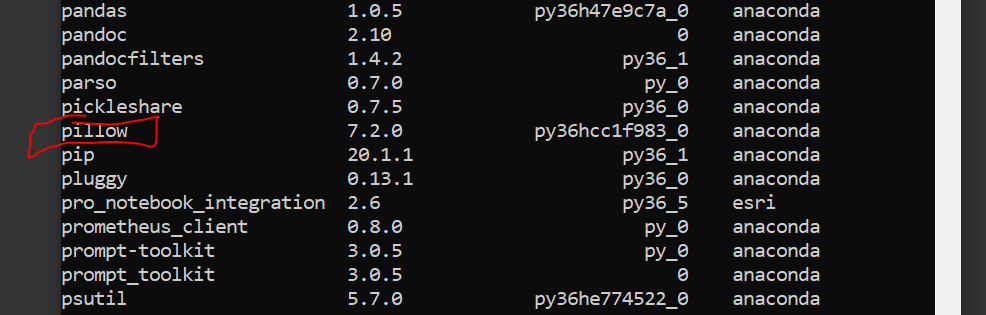 pandas 1.0.5 py36h47e9c7a_0 anaconda
pandoc 2.10 0 anaconda
pandocfilters 1.4.2 py36_1 anaconda
parso 0.7.0 py_0 anaconda
pickleshare 0.7.5 py36_0 anaconda
pillow 7.2.0 py36hcc1f983_0 anaconda
pip 20.1.1 py36_1 anaconda
pluggy 0.13.1 py36_0 anaconda
pro_notebook_integration 2.6 py36_5 esri
prometheus_client 0.8.0 py_0 anaconda
prompt-toolkit 3.0.5 py_0 anaconda
prompt_toolkit 3.0.5 0 anaconda
psutil 5.7.0 py36he774522_0 anaconda